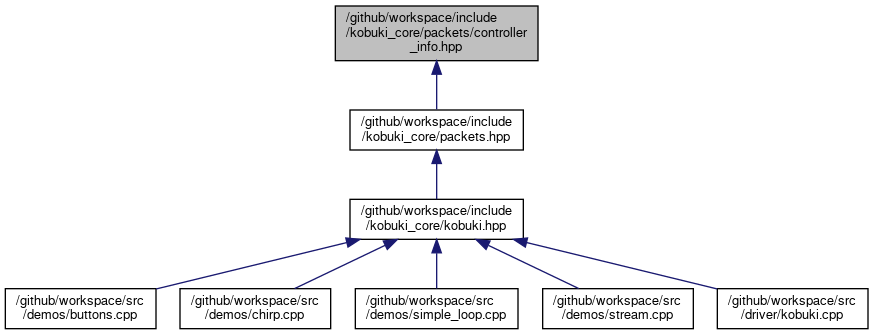 /github/workspace/include
/kobuki_core/packets/controller
_info.hpp
/github/workspace/include
/kobuki_core/packets.hpp
/github/workspace/include
/kobuki_core/kobuki.hpp
/github/workspace/src
/demos/buttons.cpp
/github/workspace/src
/demos/chirp.cpp
/github/workspace/src
/demos/simple_loop.cpp
/github/workspace/src
/demos/stream.cpp
/github/workspace/src
/driver/kobuki.cpp